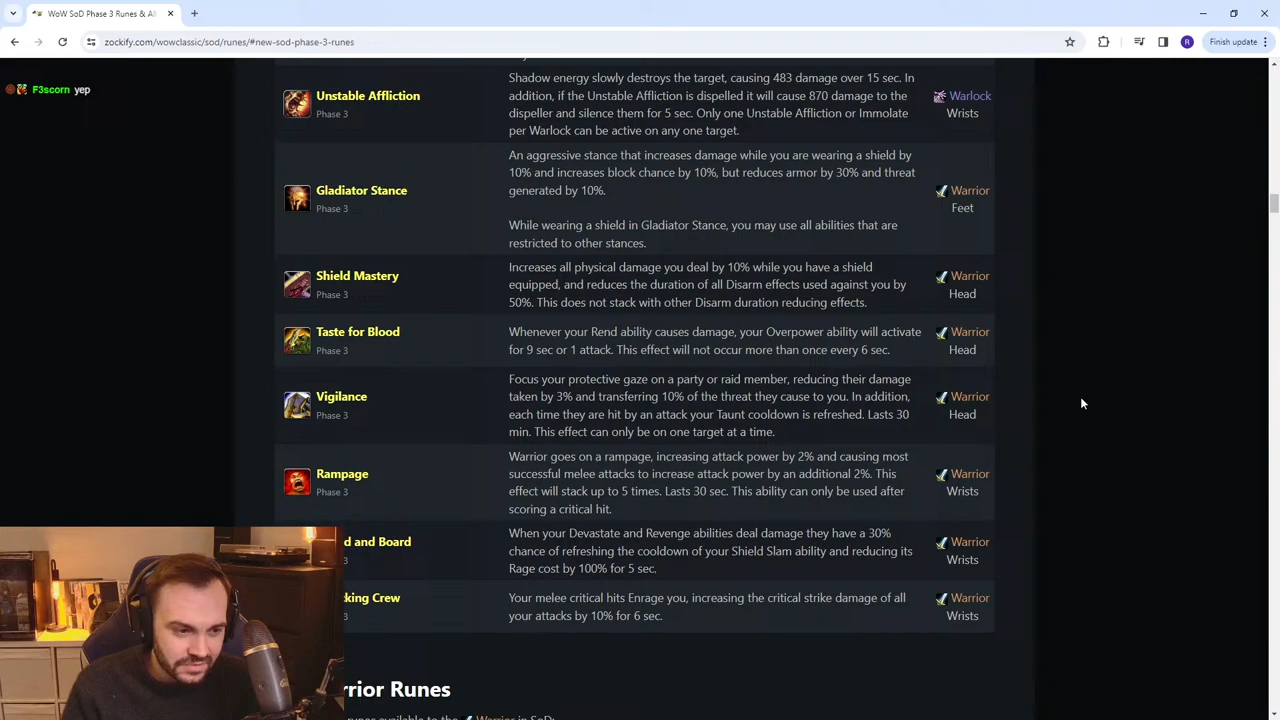 WoW SoD Phase 3 Runes & Al
zockify.com/wowclassic/sod/runes/#new-sod-phase-3-runes
R
Finish update
F3scorn yep
Unstable Affliction
Phase 3
Shadow energy slowly destroys the target, causing 483 damage over 15 sec. In
addition, if the Unstable Affliction is dispelled it will cause 870 damage to the
dispeller and silence them for 5 sec. Only one Unstable Affliction or Immolate
per Warlock can be active on any one target.
Warlock
Wrists
Gladiator Stance
Phase 3
An aggressive stance that increases damage while you are wearing a shield by
10% and increases block chance by 10%, but reduces armor by 30% and threat
generated by 10%.
While wearing a shield in Gladiator Stance, you may use all abilities that are
restricted to other stances.
Warrior
Feet
Shield Mastery
Phase 3
Increases all physical damage you deal by 10% while you have a shield
equipped, and reduces the duration of all Disarm effects used against you by
50%. This does not stack with other Disarm duration reducing effects.
Warrior
Head
Taste for Blood
Phase 3
Whenever your Rend ability causes damage, your Overpower ability will activate
for 9 sec or 1 attack. This effect will not occur more than once every 6 sec.
Warrior
Head
Vigilance
Phase 3
Focus your protective gaze on a party or raid member, reducing their damage
taken by 3% and transferring 10% of the threat they cause to you. In addition,
each time they are hit by an attack your Taunt cooldown is refreshed. Lasts 30
min. This effect can only be on one target at a time.
Warrior
Head
Rampage
Phase 3
Warrior goes on a rampage, increasing attack power by 2% and causing most
successful melee attacks to increase attack power by an additional 2%. This
effect will stack up to 5 times. Lasts 30 sec. This ability can only be used after
scoring a critical hit.
Warrior
Wrists
d and Board
3
When your Devastate and Revenge abilities deal damage they have a 30%
chance of refreshing the cooldown of your Shield Slam ability and reducing its
Rage cost by 100% for 5 sec.
Warrior
Wrists
cking Crew
3
Your melee critical hits Enrage you, increasing the critical strike damage of all
your attacks by 10% for 6 sec.
Warrior
Wrists
rrior Runes
runes available to the Warrior in SoD: